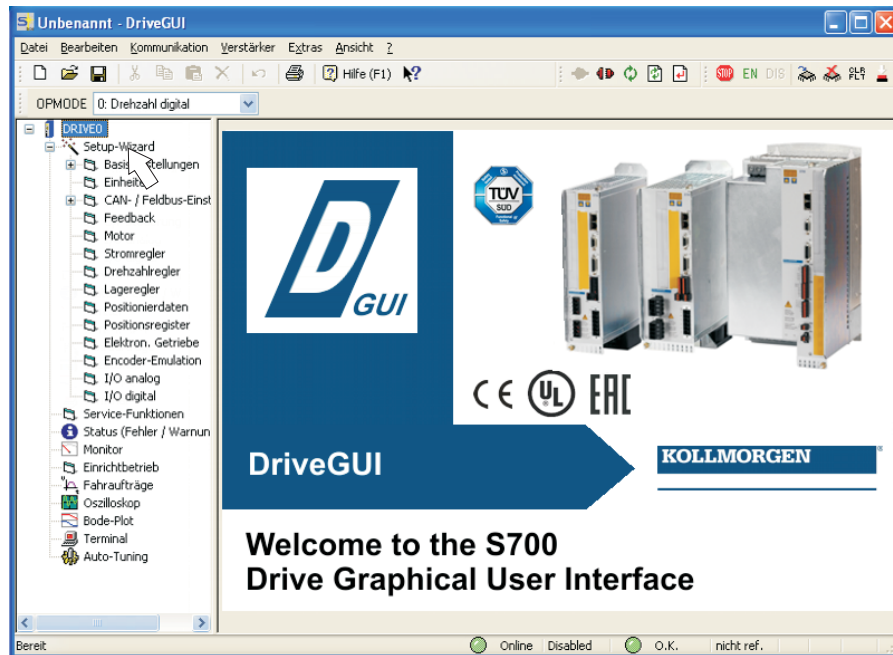 Unbenannt - DriveGUI
Datei Bearbeiten Kommunikation Verstärker Extras Ansicht ?
Hilfe (F1) STOP EN DIS CLR FLT
OPMODE 0: Drehzahl digital
DRIVE0
Setup-Wizard
Einheiten
CAN- / Feldbus-Einst
Feedback
Motor
Stromregler
Drehzahlregler
Lageregler
Positionierdaten
Positionsregister
Elektron. Getriebe
Encoder-Emulation
I/O analog
I/O digital
Service-Funktionen
Status (Fehler / Warnun
Monitor
Einrichtbetrieb
Fahraufträge
Oszilloskop
Bode-Plot
Terminal
Auto-Tuning
D GUI
TÜV SÜD
CE UL EAC
DriveGUI
KOLLMORGEN
Welcome to the S700
Drive Graphical User Interface
Bereit Online Disabled O.K. nicht ref.